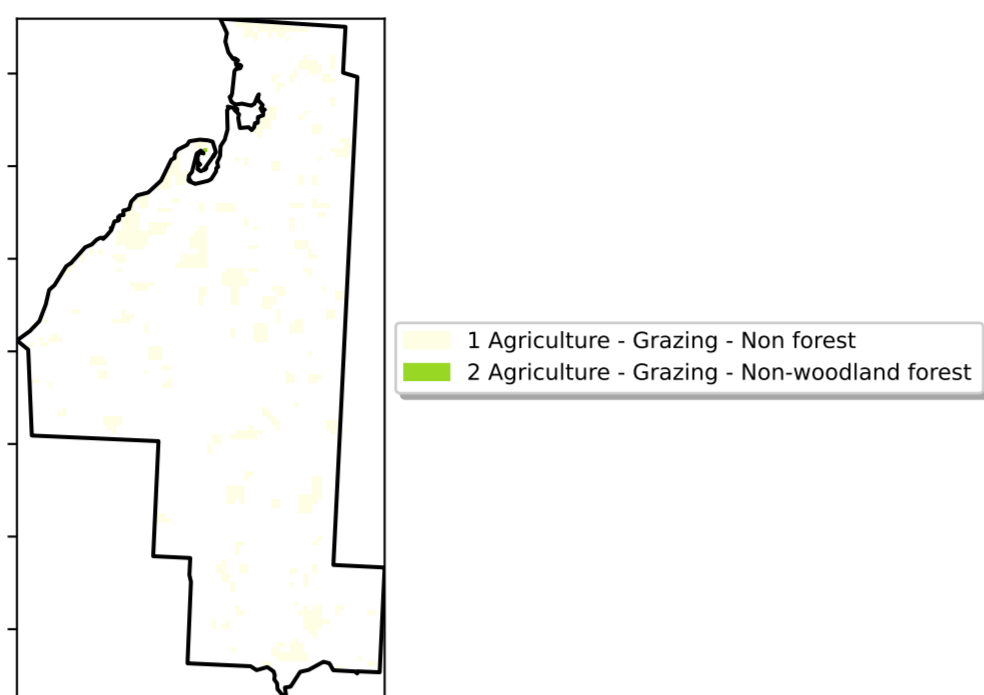 1 Agriculture - Grazing - Non forest
2 Agriculture - Grazing - Non-woodland forest